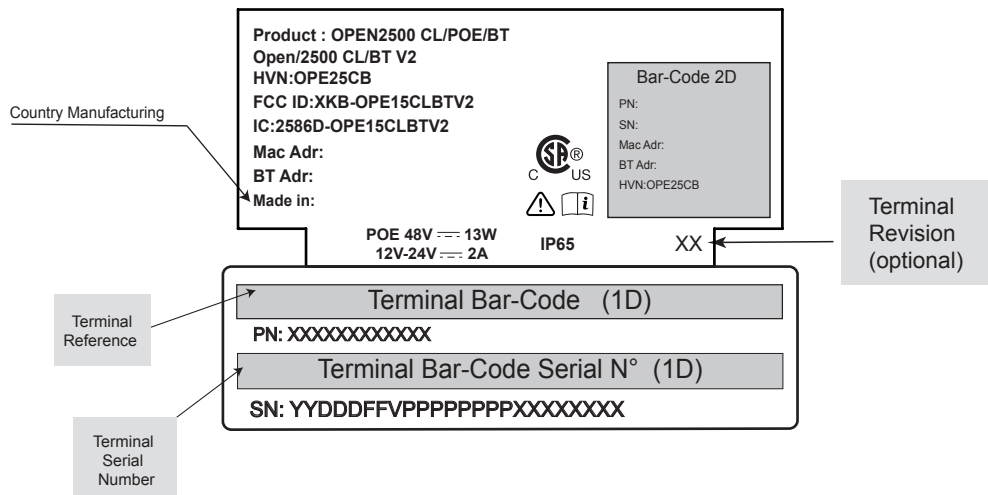 Product : OPEN2500 CL/POE/BT
Open/2500 CL/BT V2
HVN:OPE25CB
FCC ID:XKB-OPE15CLBTV2
IC:2586D-OPE15CLBTV2
Mac Adr:
BT Adr:
Made in:
Country Manufacturing
Bar-Code 2D
PN:
SN:
Mac Adr:
BT Adr:
HVN:OPE25CB
SA ®
C US
i
POE 48V 13W
12V-24V 2A
IP65
XX
Terminal
Revision
(optional)
Terminal Bar-Code (1D)
Terminal
Reference
PN: XXXXXXXXXXXX
Terminal Bar-Code Serial N° (1D)
SN: YYDDDFFVPPPPPPPPXXXXXXXX
Terminal
Serial
Number